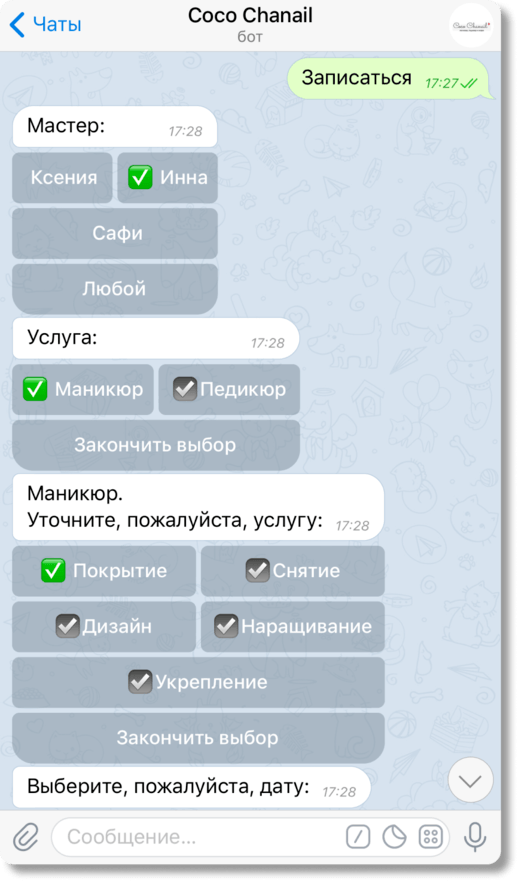 Чаты
Coco Chanail
бот
Записаться 17:27
Мастер: 17:28
Ксения ✅ Инна
Сафи
Любой
Услуга: 17:28
✅ Маникюр Педикюр
Закончить выбор
Маникюр.
Уточните, пожалуйста, услугу: 17:28
✅ Покрытие Снятие
Дизайн Наращивание
Укрепление
Закончить выбор
Выберите, пожалуйста, дату: 17:28
Сообщение...